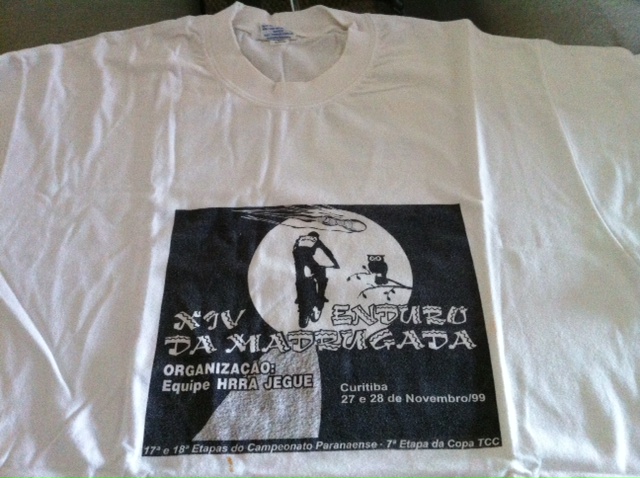 XIV ENDURO
DA MADRUGADA
ORGANIZAÇÃO:
Equipe HRRA JEGUE
Curitiba
27 e 28 de Novembro/99
17ª e 18ª Etapas do Campeonato Paranaense - 7ª Etapa da Copa TCC